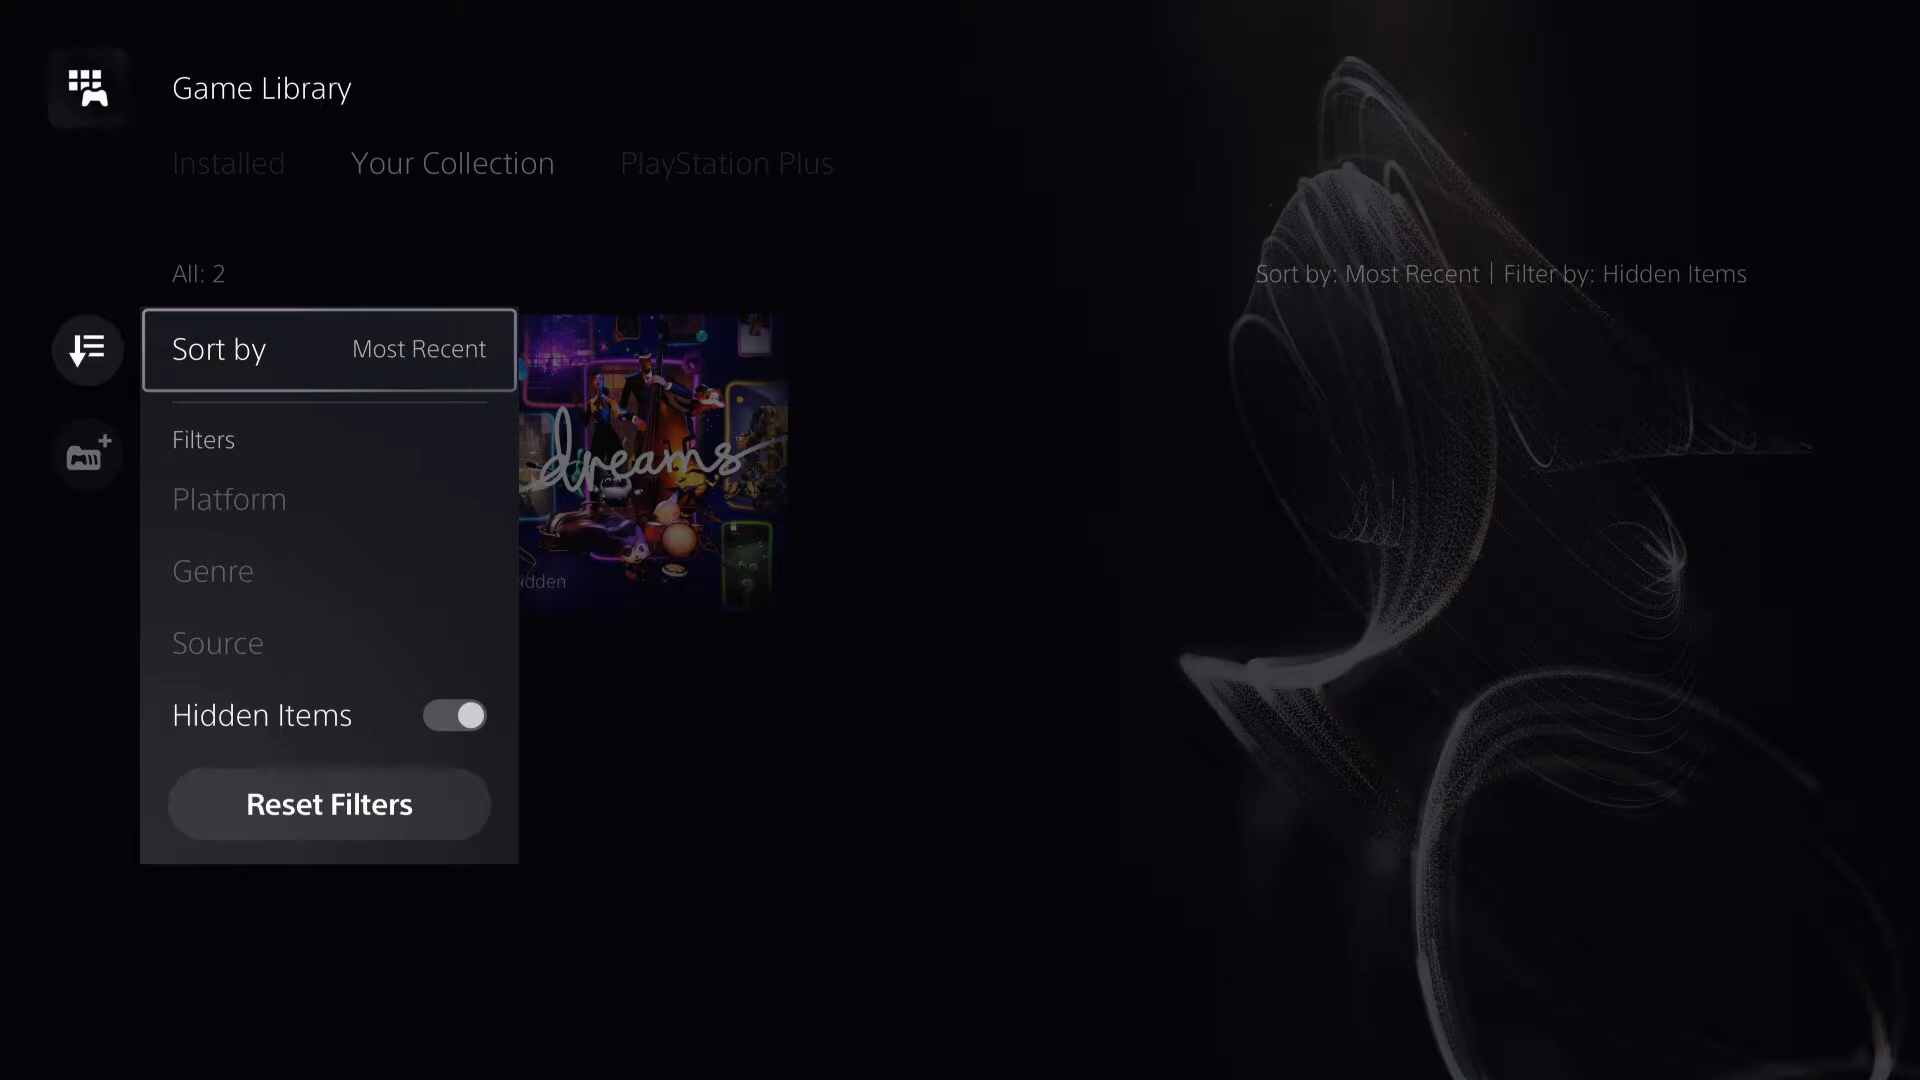 Game Library
Installed Your Collection PlayStation Plus
All: 2
Sort by: Most Recent | Filter by: Hidden Items
Sort by Most Recent
Filters
dreams
Platform
Genre
idden
Source
Hidden Items
Reset Filters